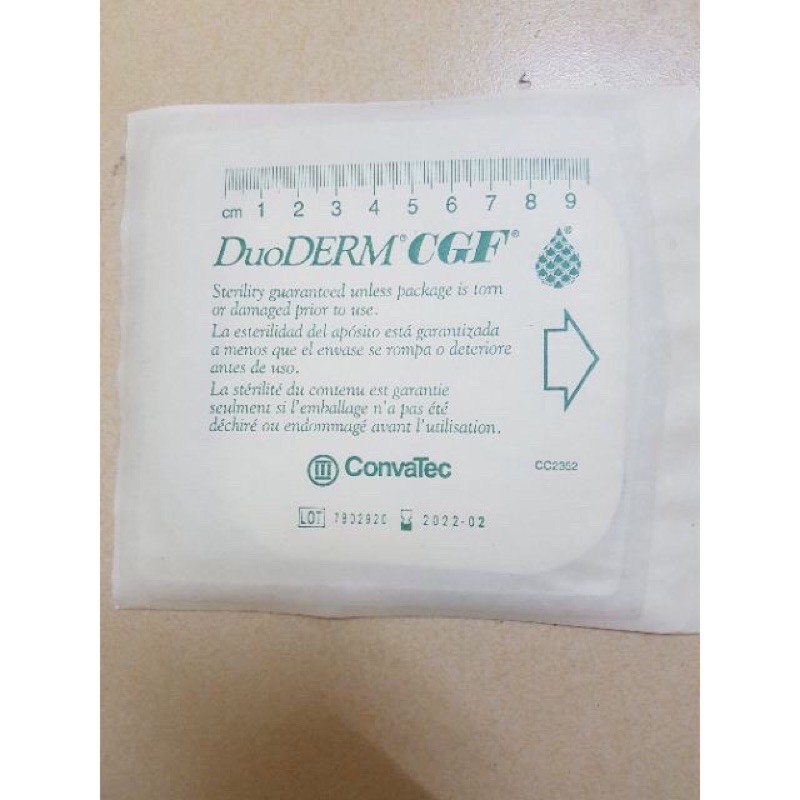 cm 1 2 3 4 5 6 7 8 9
DuoDERM® CGF®
Sterility guaranteed unless package is torn
or damaged prior to use.
La esterilidad del apósito está garantizada
a menos que el envase se rompa o deteriore
antes de uso.
La stérilité du contenu est garantie
seulment si l'emballage n'a pas été
déchiré ou endommagé avant l'utilisation.
ConvaTec
CC2352
LOT 7B02920 2022-02